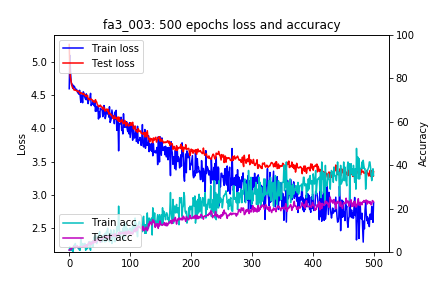 fa3_003: 500 epochs loss and accuracy
Train loss
Test loss
Train acc
Test acc
Loss
5.0
4.5
4.0
3.5
3.0
2.5
Accuracy
100
80
60
40
20
0
0 100 200 300 400 500